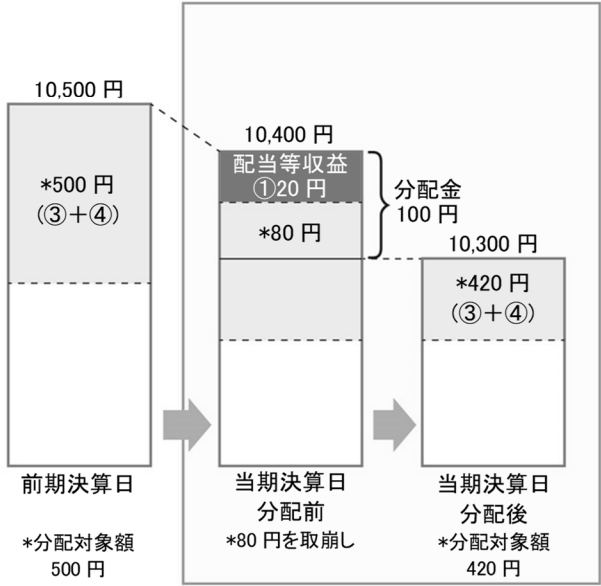 10,500 円
*500 円
(③+④)
前期決算日
*分配対象額
500 円
10,400 円
配当等収益
①20 円
*80 円
分配金
100 円
当期決算日
分配前
*80 円を取崩し
10,300 円
*420 円
(③+④)
当期決算日
分配後
*分配対象額
420 円